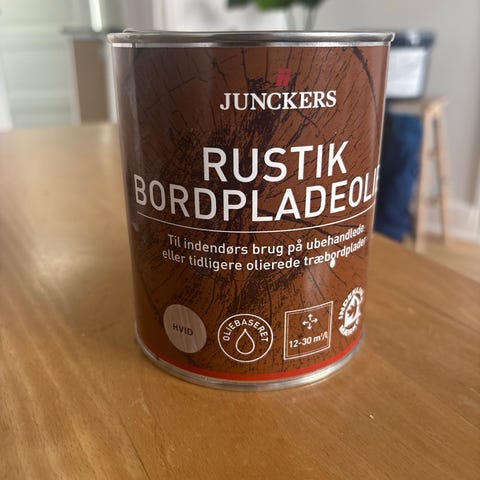 JUNCKERS
RUSTIK
BORDPLADEOLIE
Til indendørs brug på ubehandlede
eller tidligere olierede træbordplader
HVID
OLIEBASERET
12-30 m²/l